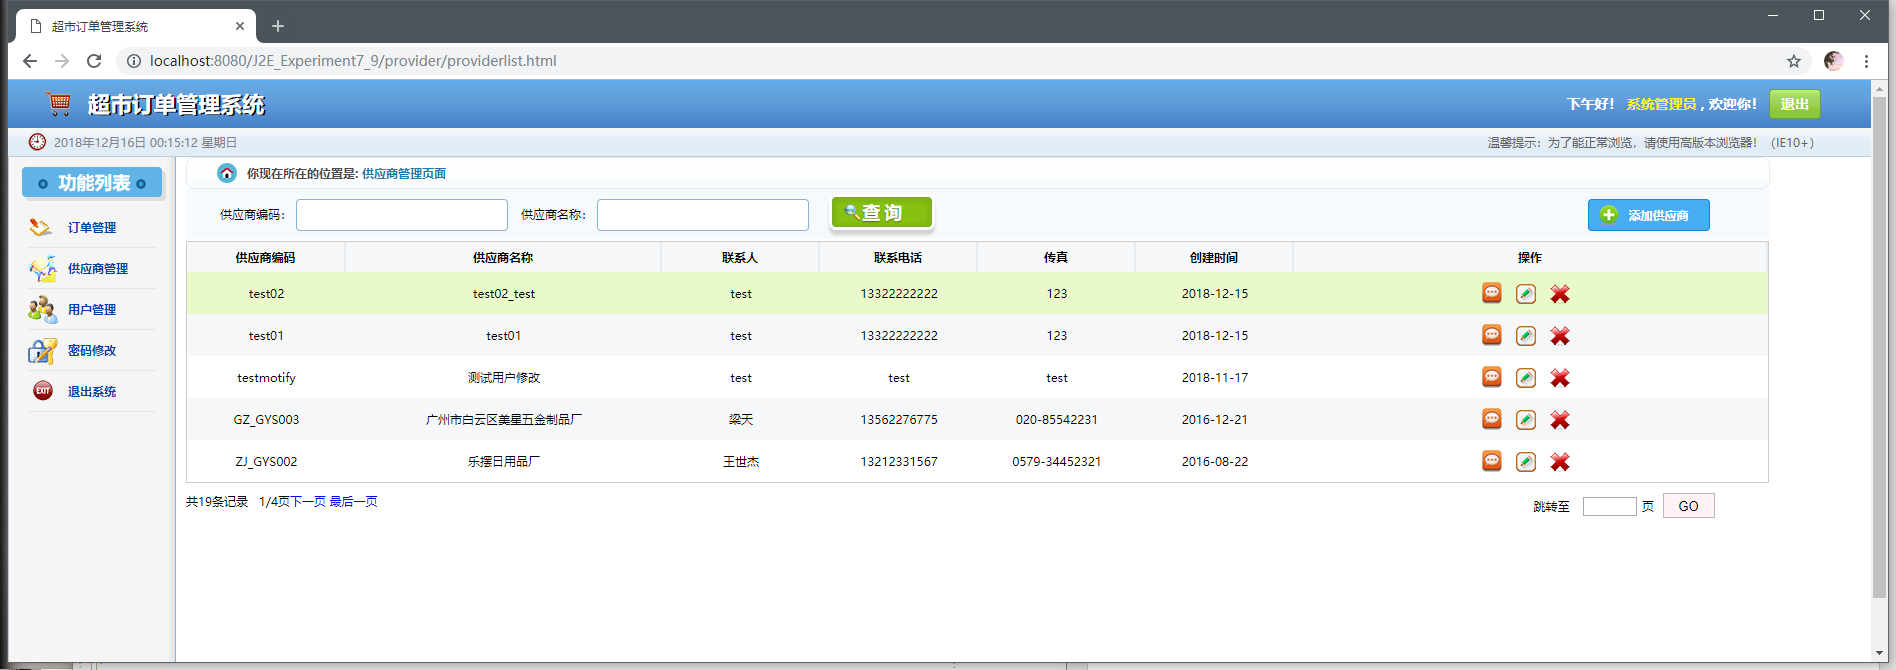 超市订单管理系统
localhost:8080/J2E_Experiment7_9/provider/providerlist.html
超市订单管理系统
下午好！ 系统管理员，欢迎你！ 退出
2018年12月16日 00:15:12 星期日
温馨提示：为了能正常浏览，请使用高版本浏览器！ (IE10+)
功能列表
订单管理
供应商管理
用户管理
密码修改
EXIT 退出系统
你现在所在的位置是: 供应商管理页面
供应商编码： 供应商名称： 查 询 添加供应商
供应商编码 供应商名称 联系人 联系电话 传真 创建时间 操作
test02 test02_test test 13322222222 123 2018-12-15
test01 test01 test 13322222222 123 2018-12-15
testmotify 测试用户修改 test test test 2018-11-17
GZ_GYS003 广州市白云区美星五金制品厂 梁天 13562276775 020-85542231 2016-12-21
ZJ_GYS002 乐摆日用品厂 王世杰 13212331567 0579-34452321 2016-08-22
共19条记录 1/4页下一页 最后一页
跳转至 页 GO